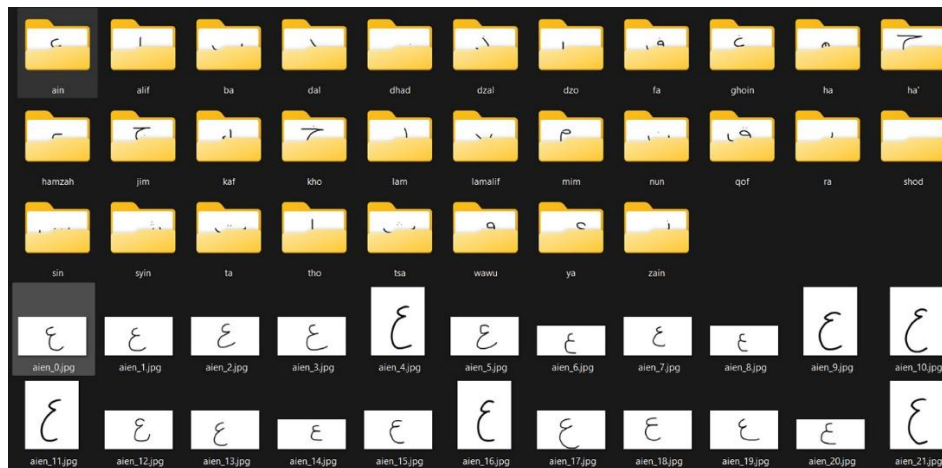 ain alif ba dal dhad dzal dzo fa ghoin ha ha'
hamzah jim kaf kho lam lamalif mim nun qof ra shod
sin syin ta tho tsa wawu ya zain
ع ع ع ع ع ع ع ع ع ع ع
aien_0.jpg aien_1.jpg aien_2.jpg aien_3.jpg aien_4.jpg aien_5.jpg aien_6.jpg aien_7.jpg aien_8.jpg aien_9.jpg aien_10.jpg
ع ع ع ع ع ع ع ع ع ع ع
aien_11.jpg aien_12.jpg aien_13.jpg aien_14.jpg aien_15.jpg aien_16.jpg aien_17.jpg aien_18.jpg aien_19.jpg aien_20.jpg aien_21.jpg